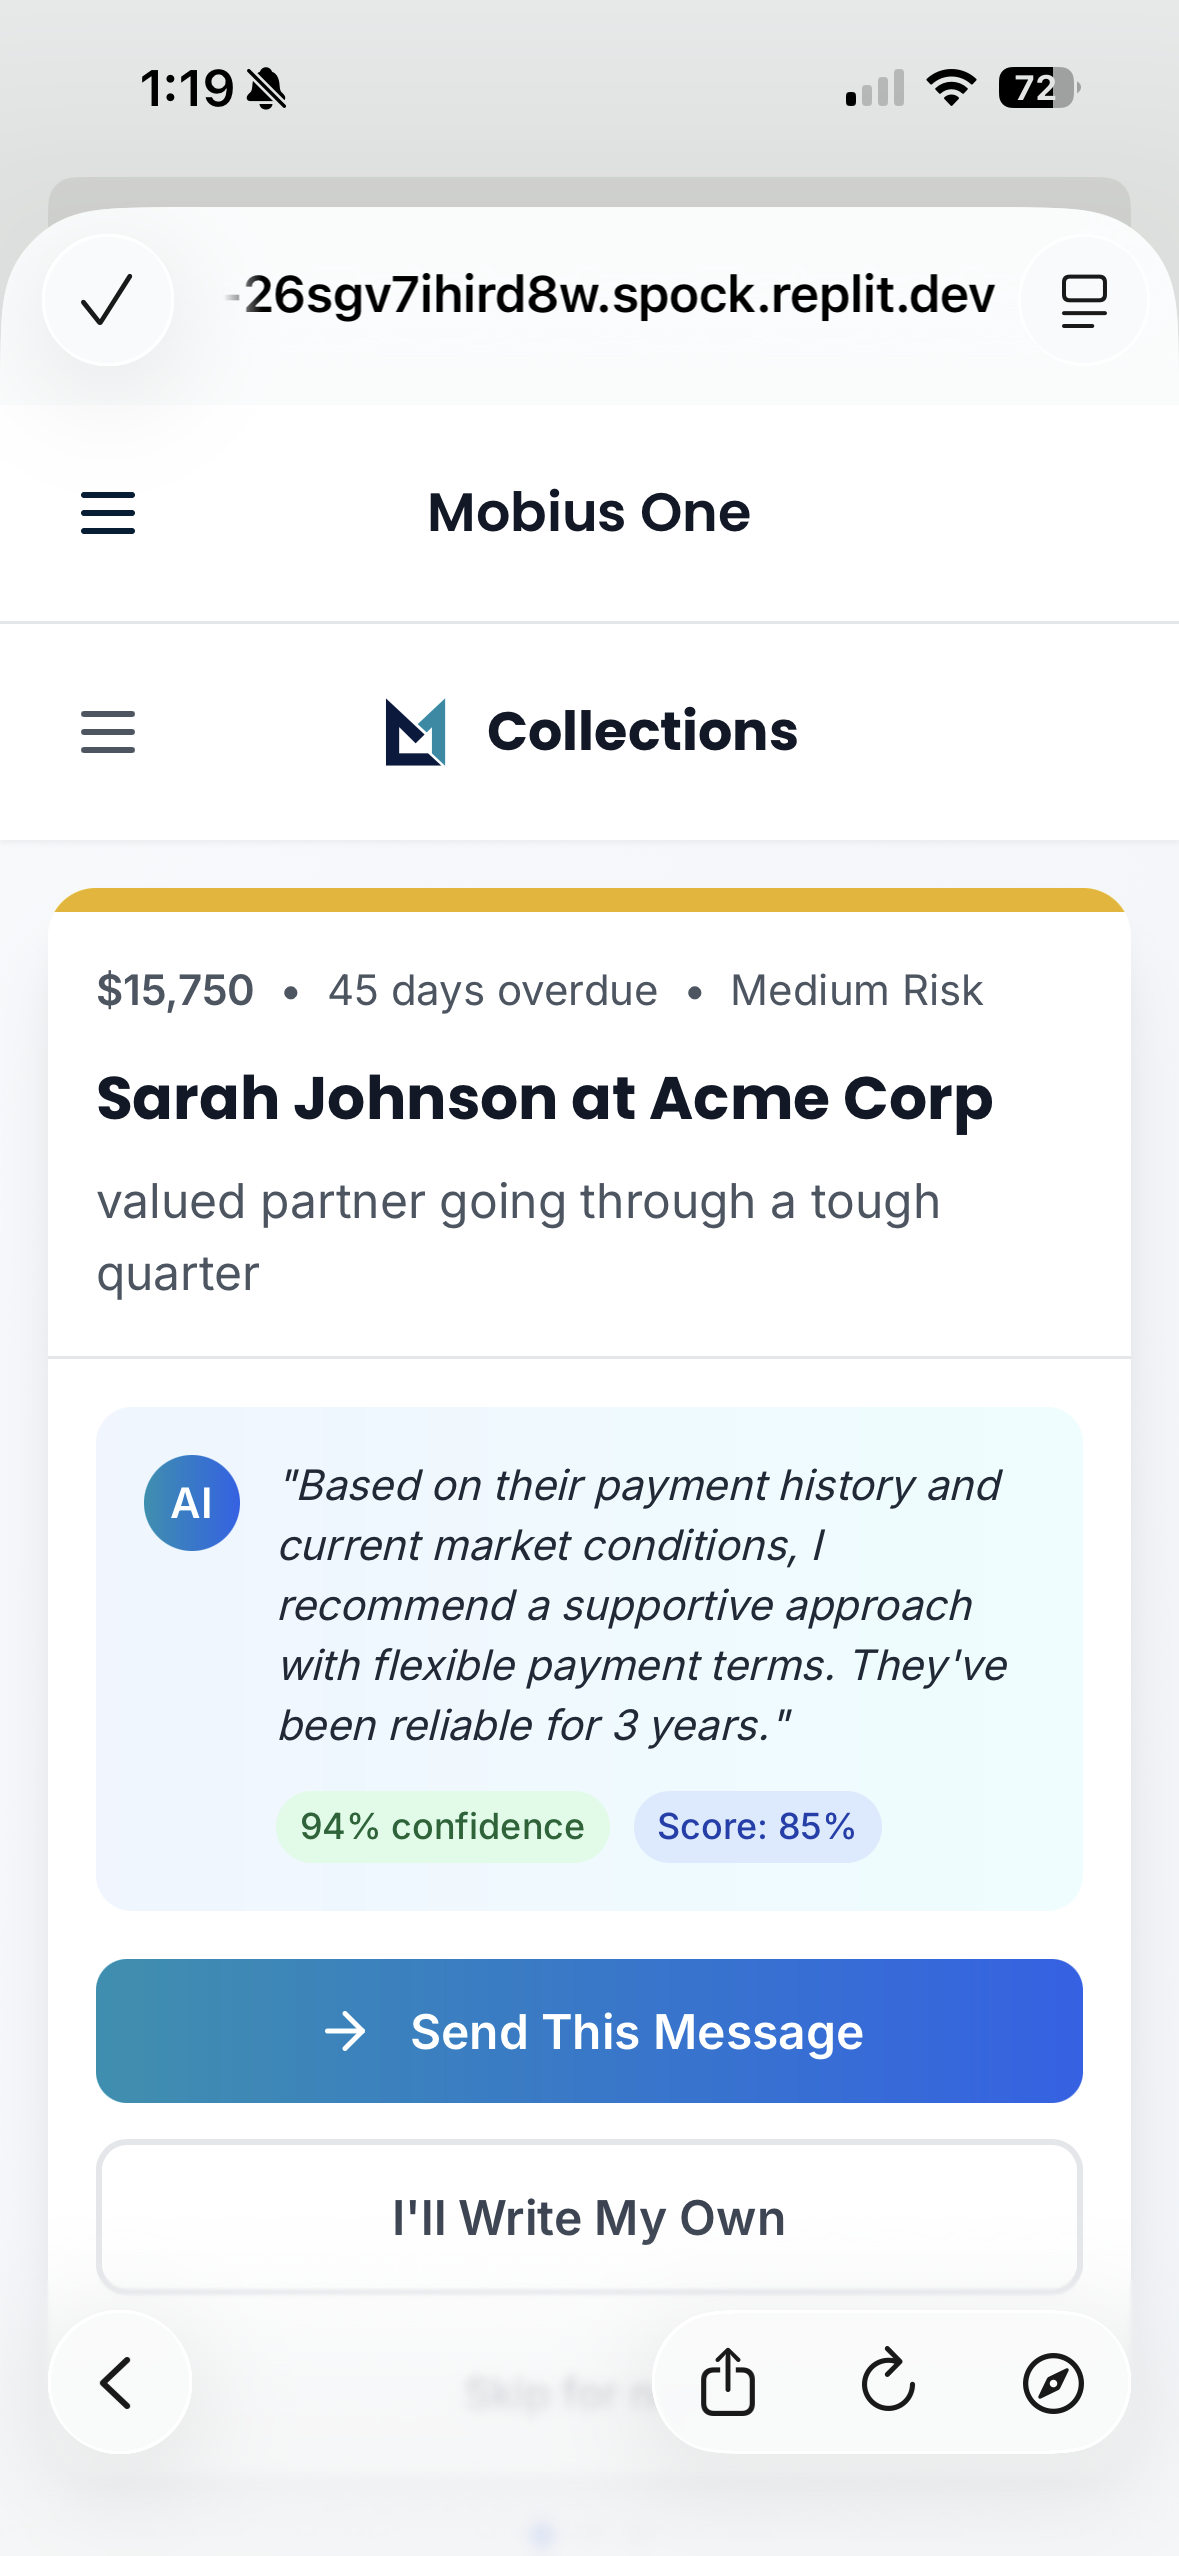 1:19
72
-26sgv7ihird8w.spock.replit.dev
Mobius One
Collections
$15,750 • 45 days overdue • Medium Risk
Sarah Johnson at Acme Corp
valued partner going through a tough
quarter
AI
"Based on their payment history and
current market conditions, I
recommend a supportive approach
with flexible payment terms. They've
been reliable for 3 years."
94% confidence
Score: 85%
Send This Message
I'll Write My Own
Skip for